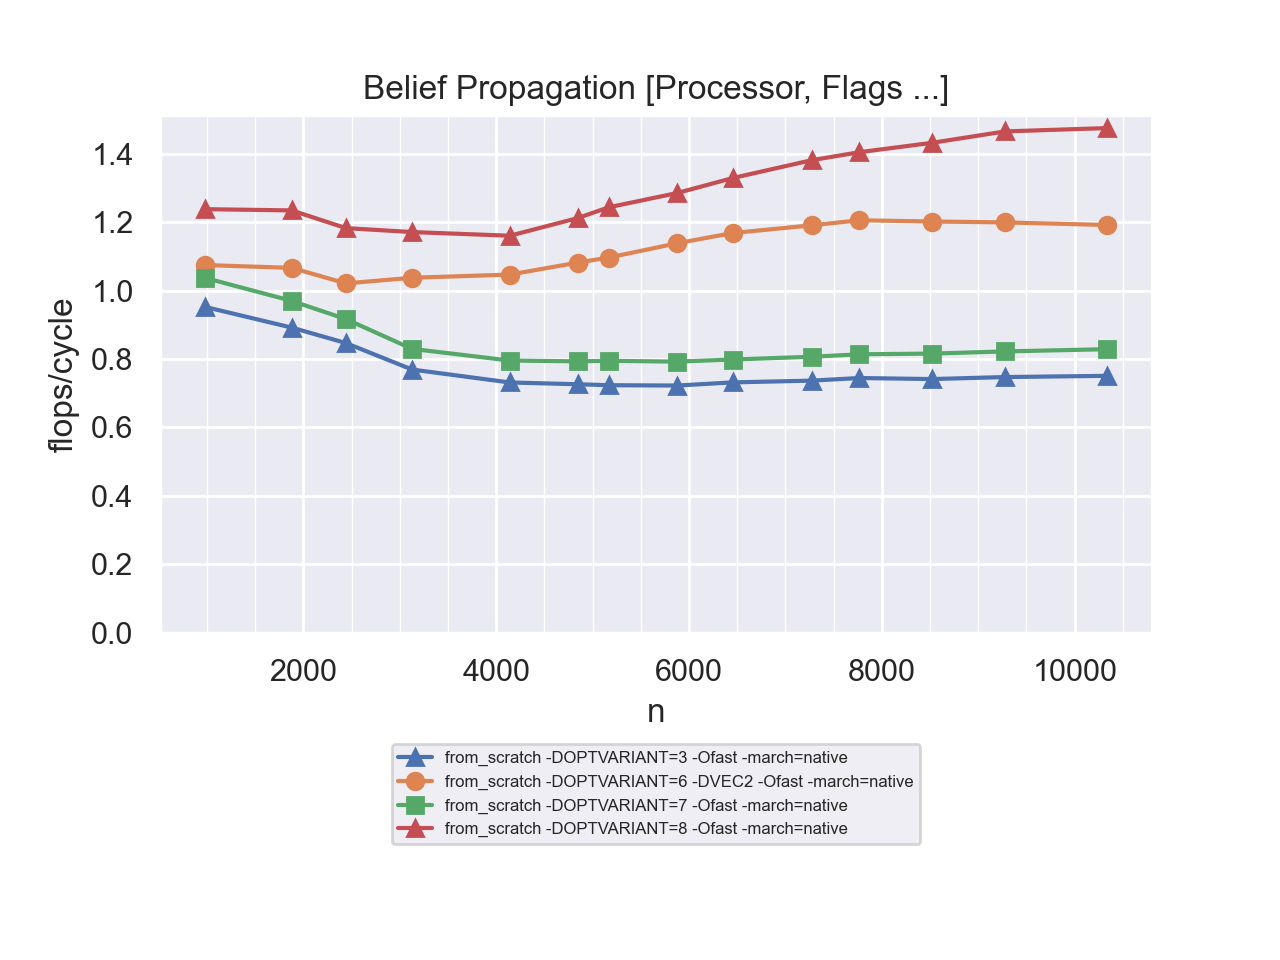 Belief Propagation [Processor, Flags ...]
flops/cycle
1.4
1.2
1.0
0.8
0.6
0.4
0.2
0.0
2000 4000 6000 8000 10000
n
from_scratch -DOPTVARIANT=3 -Ofast -march=native
from_scratch -DOPTVARIANT=6 -DVEC2 -Ofast -march=native
from_scratch -DOPTVARIANT=7 -Ofast -march=native
from_scratch -DOPTVARIANT=8 -Ofast -march=native